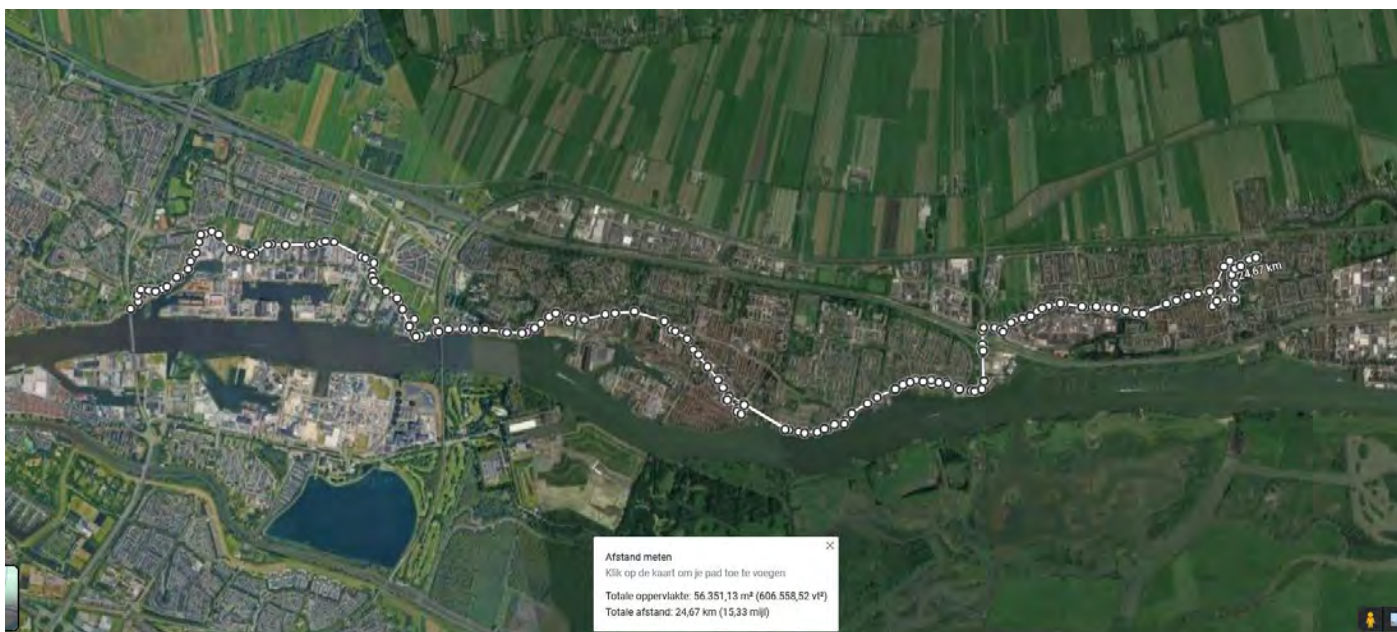 24,67 km
Afstand meten
Klik op de kaart om je pad toe te voegen
Totale oppervlakte: 56.351,13 m² (606.558,52 vt²)
Totale afstand: 24,67 km (15,33 mijl)